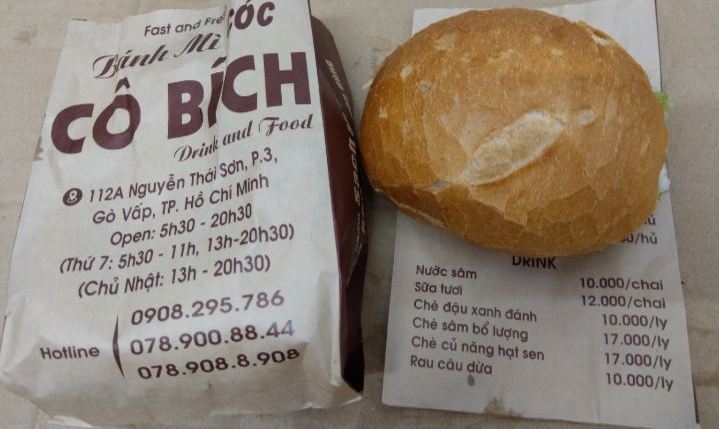 Fast and Fre
CÓC
Bánh Mì
CÔ BÍCH
Drink and Food
112A Nguyễn Thái Sơn, P.3,
Gò Vấp, TP. Hồ Chí Minh
Open: 5h30 - 20h30
(Thứ 7: 5h30 - 11h, 13h-20h30)
(Chủ Nhật: 13h - 20h30)
0908.295.786
Hotline 078.900.88.44
078.908.8.908
/hủ
DRINK
Nước sâm 10.000/chai
Sữa tươi 12.000/chai
Chè đậu xanh đánh 10.000/ly
Chè sâm bổ lượng 17.000/ly
Chè củ năng hạt sen 17.000/ly
Rau câu dừa 10.000/ly